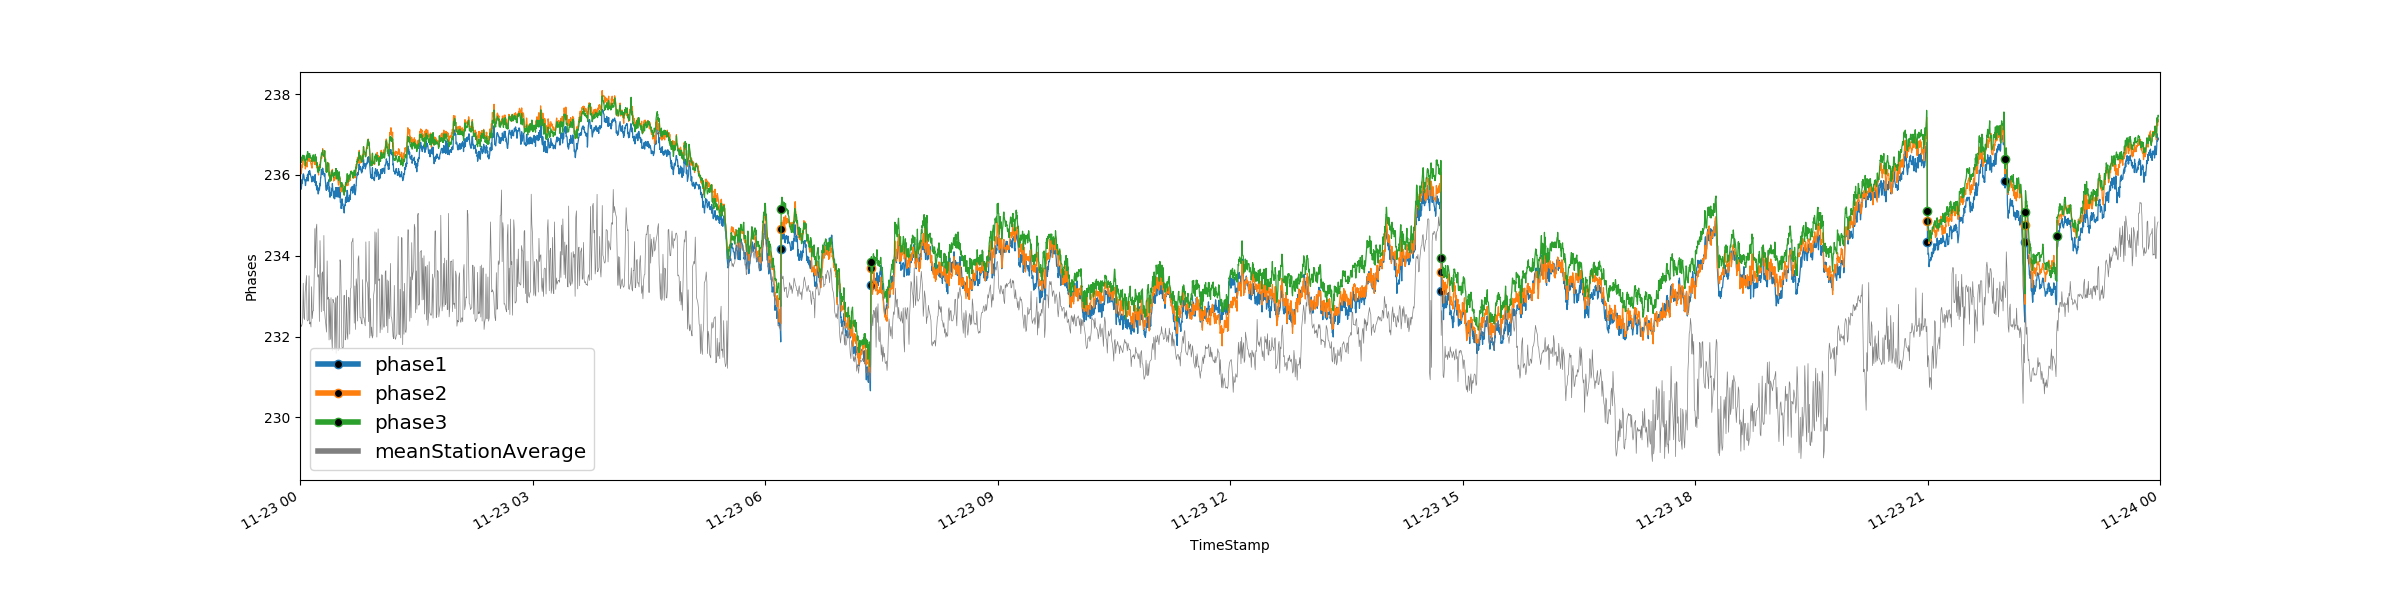 238
236
234
232
230
Phases
phase1
phase2
phase3
meanStationAverage
11-23 00
11-23 03
11-23 06
11-23 09
11-23 12
11-23 15
11-23 18
11-23 21
11-24 00
TimeStamp